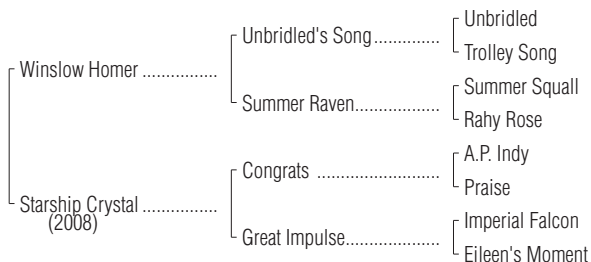 Unbridled
Unbridled's Song..............
Trolley Song
Winslow Homer ................
Summer Squall
Summer Raven..................
Rahy Rose
A.P. Indy
Congrats ..........................
Praise
Starship Crystal ................
(2008)
Imperial Falcon
Great Impulse....................
Eileen's Moment